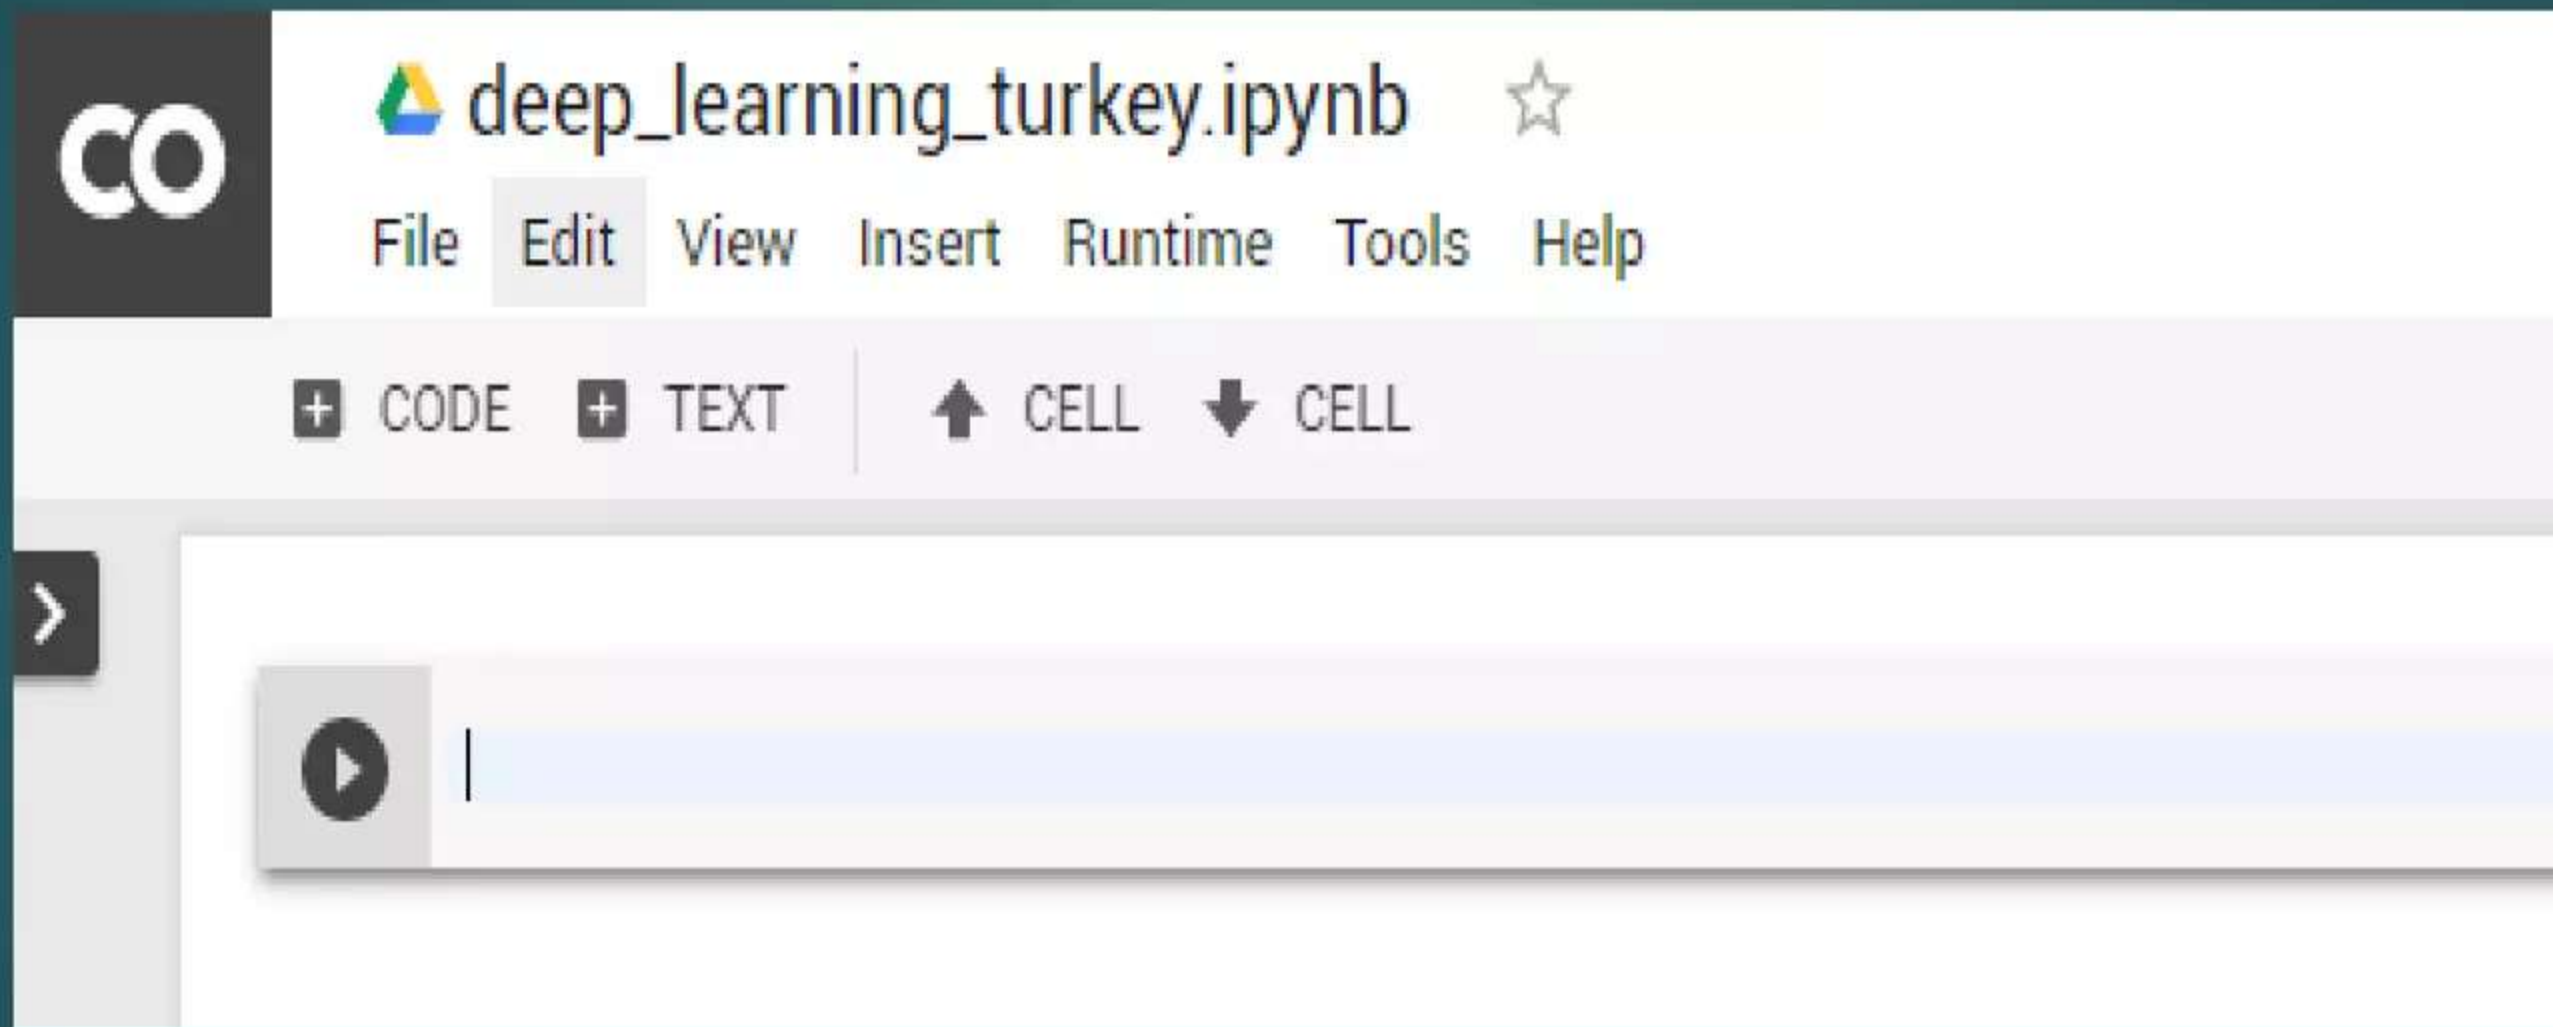 CO
deep_learning_turkey.ipynb
File Edit View Insert Runtime Tools Help
CODE TEXT CELL CELL